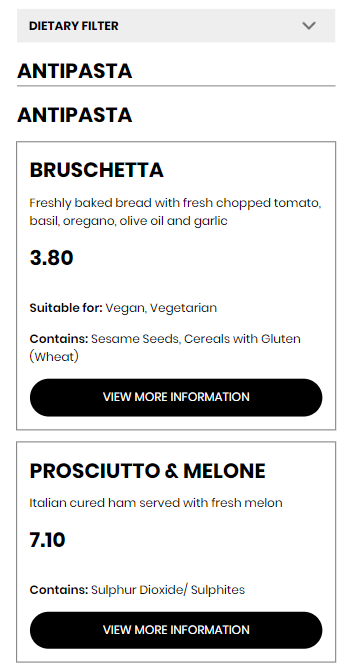 DIETARY FILTER
ANTIPASTA
ANTIPASTA
BRUSCHETTA
Freshly baked bread with fresh chopped tomato,
basil, oregano, olive oil and garlic
3.80
Suitable for: Vegan, Vegetarian
Contains: Sesame Seeds, Cereals with Gluten
(Wheat)
VIEW MORE INFORMATION
PROSCIUTTO & MELONE
Italian cured ham served with fresh melon
7.10
Contains: Sulphur Dioxide/ Sulphites
VIEW MORE INFORMATION